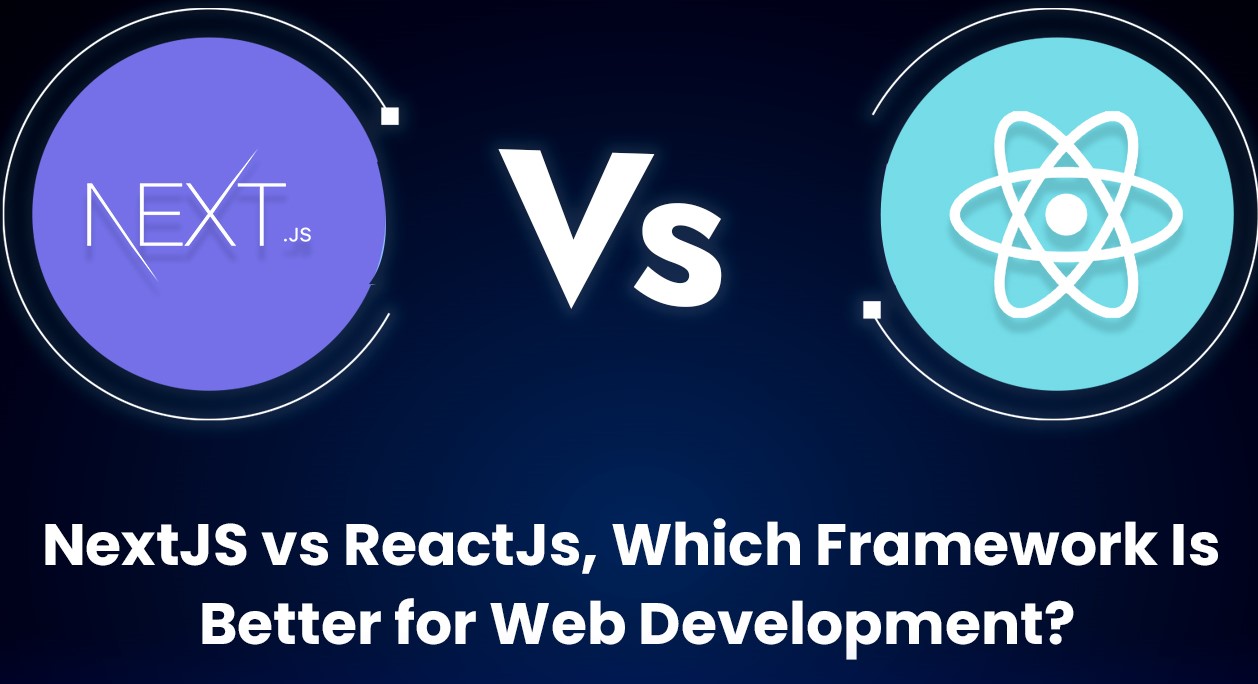 NEXT.JS
Vs
NextJS vs ReactJs, Which Framework Is
Better for Web Development?